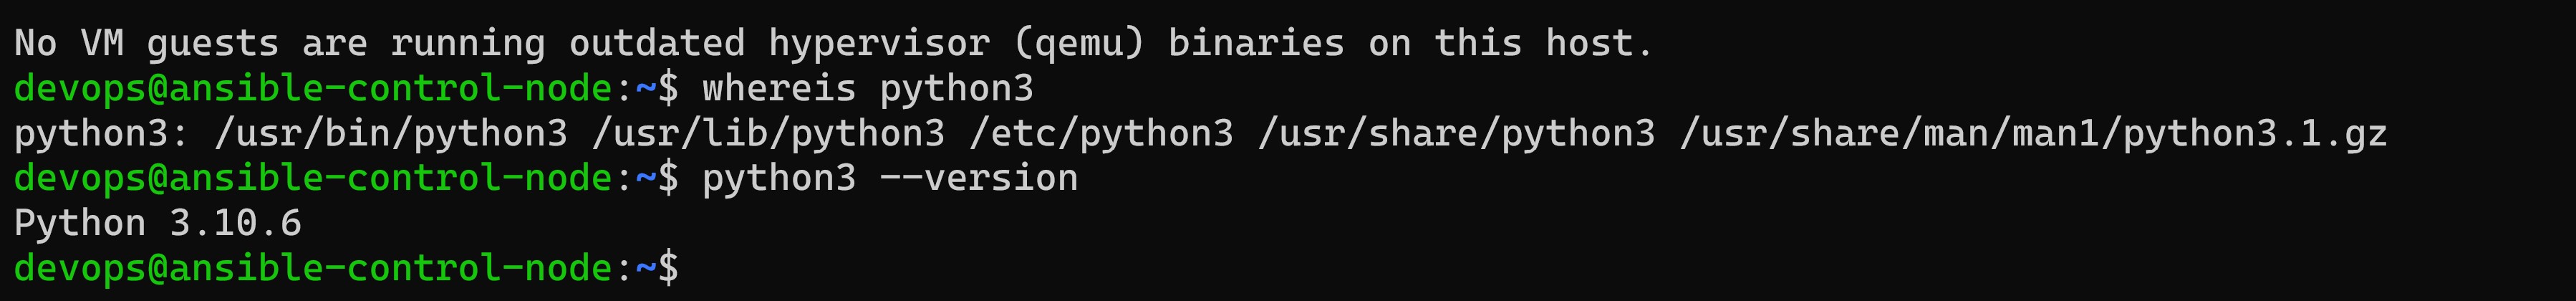 No VM guests are running outdated hypervisor (qemu) binaries on this host.
devops@ansible-control-node:~$ whereis python3
python3: /usr/bin/python3 /usr/lib/python3 /etc/python3 /usr/share/python3 /usr/share/man/man1/python3.1.gz
devops@ansible-control-node:~$ python3 --version
Python 3.10.6
devops@ansible-control-node:~$